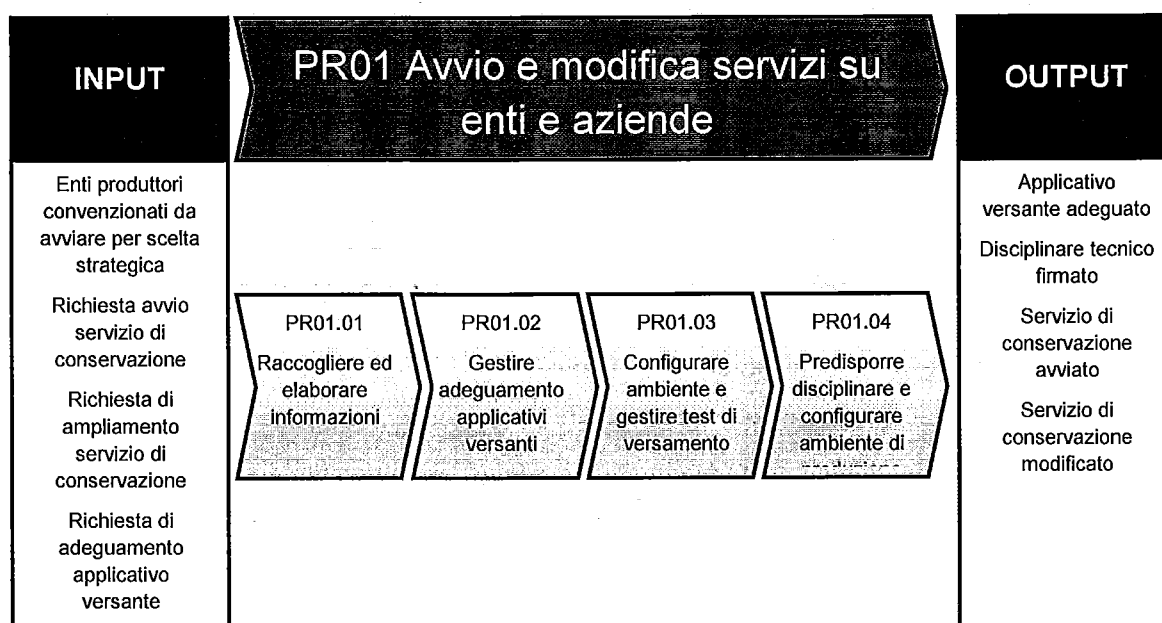 INPUT
PR01 Avvio e modifica servizi su
enti e aziende
OUTPUT
Enti produttori
convenzionati da
avviare per scelta
strategica
Richiesta avvio
servizio di
conservazione
Richiesta di
ampliamento
servizio di
conservazione
Richiesta di
adeguamento
applicativo
versante
PR01.01
Raccogliere ed
elaborare
informazioni
PR01.02
Gestire
adeguamento
applicativi
versanti
PR01.03
Configurare
ambiente e
gestire test di
versamento
PR01.04
Predisporre
disciplinare e
configurare
ambiente di
Applicativo
versante adeguato
Disciplinare tecnico
firmato
Servizio di
conservazione
avviato
Servizio di
conservazione
modificato